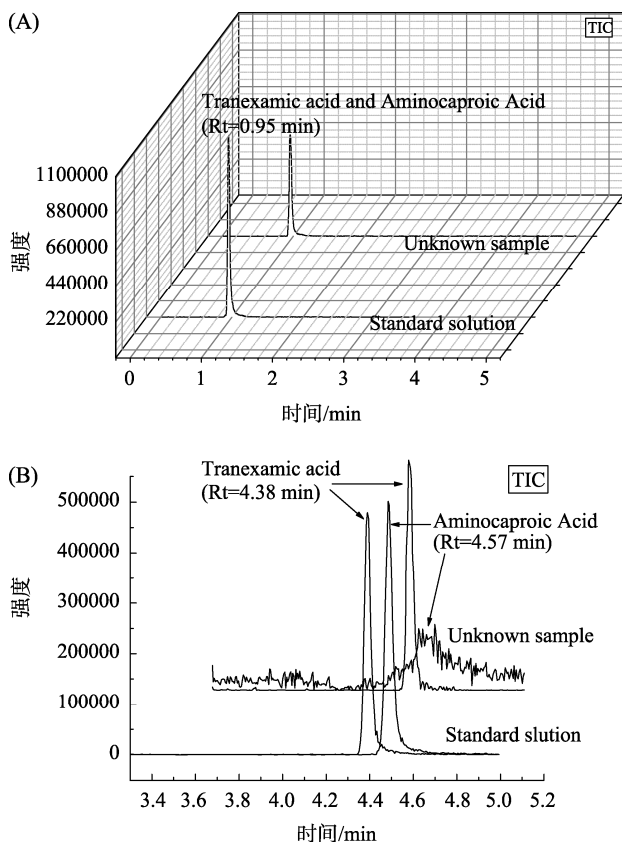 (A)
TIC
Tranexamic acid and Aminocaproic Acid
(Rt=0.95 min)
1100000
880000
660000
440000
220000
强度
Unknown sample
Standard solution
0 1 2 3 4 5
时间/min
(B)
TIC
Tranexamic acid
(Rt=4.38 min)
Aminocaproic Acid
(Rt=4.57 min)
500000
400000
300000
200000
100000
0
强度
Unknown sample
Standard slution
3.4 3.8 4.0 4.2 4.4 4.6 4.8 5.0 5.2
时间/min